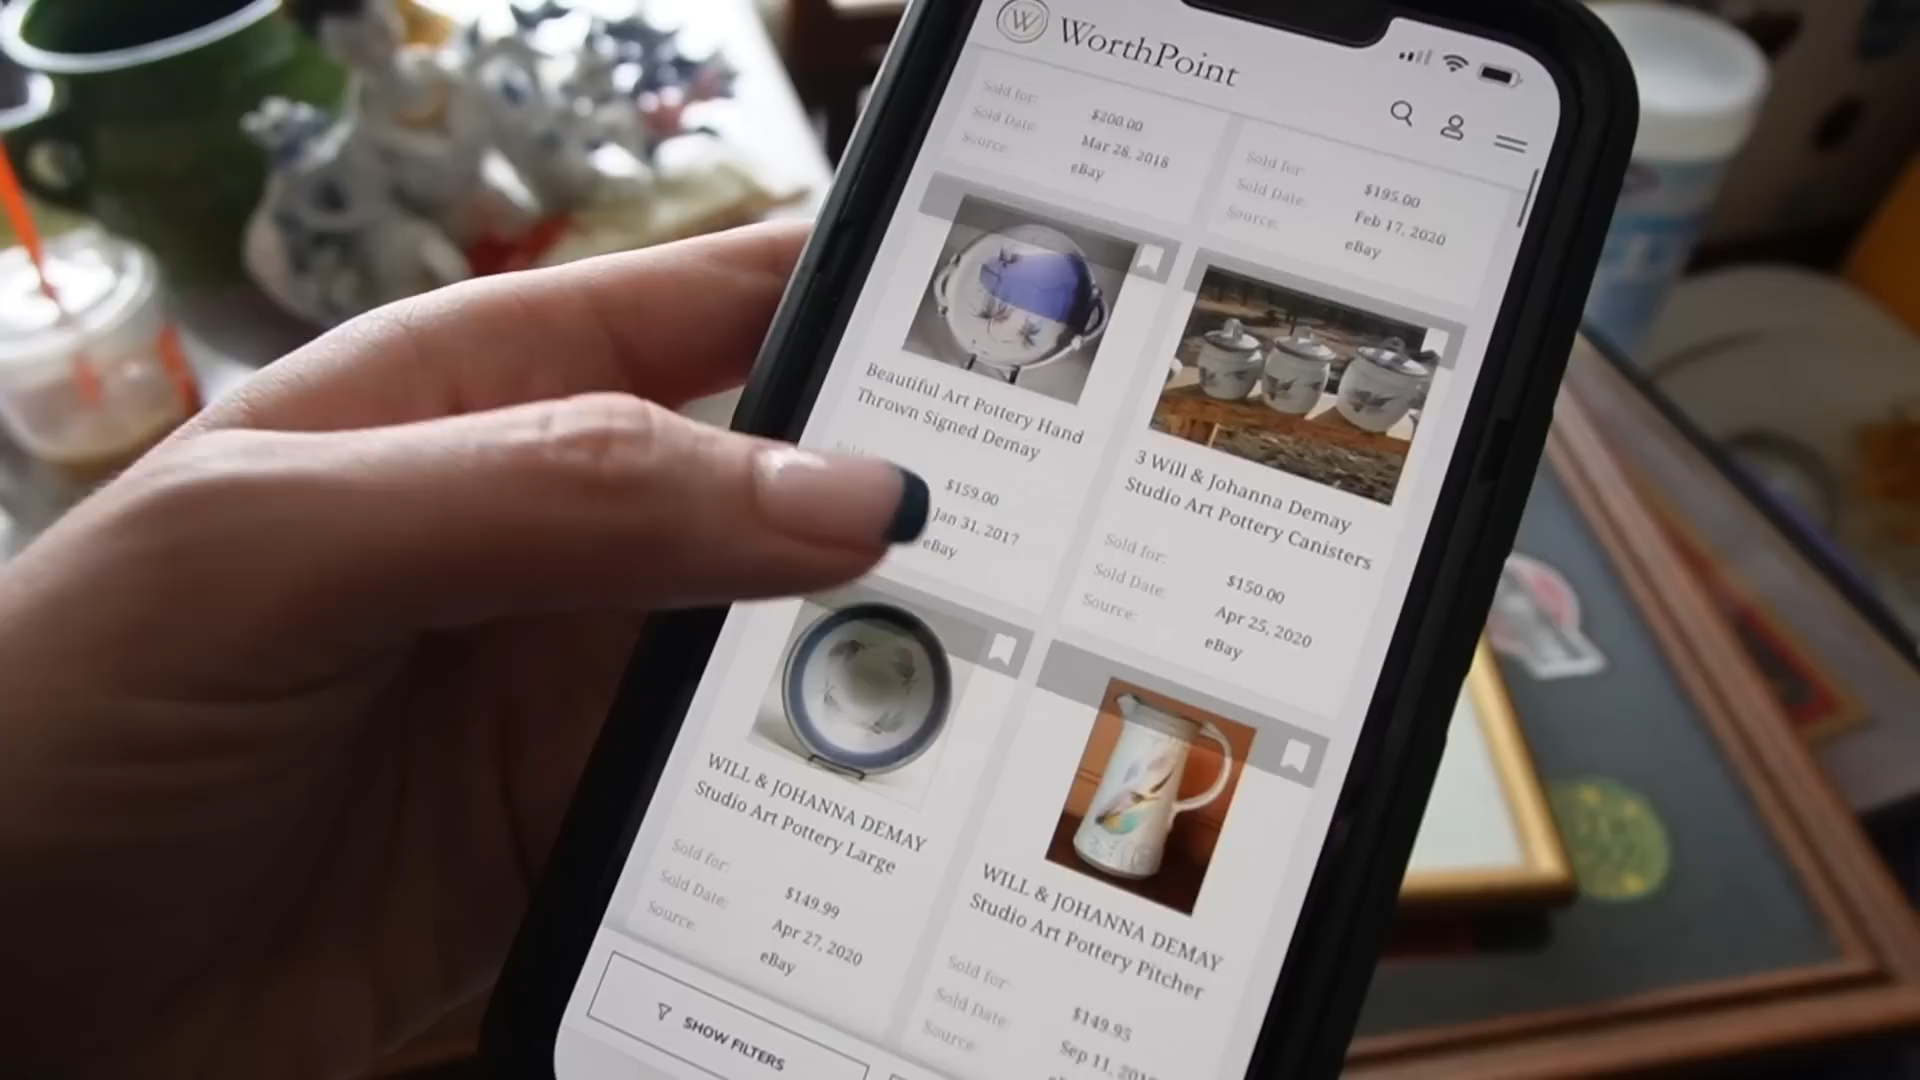 W WorthPoint
Sold for: $200.00
Sold Date: Mar 28, 2018
Source: eBay
Sold for: $195.00
Sold Date: Feb 17, 2020
Source: eBay
Beautiful Art Pottery Hand
Thrown Signed Demay
Sold
$159.00
Jan 31, 2017
eBay
3 Will & Johanna Demay
Studio Art Pottery Canisters
Sold for: $150.00
Sold Date: Apr 25, 2020
Source: eBay
WILL & JOHANNA DEMAY
Studio Art Pottery Large
Sold for: $149.99
Sold Date: Apr 27, 2020
Source: eBay
WILL & JOHANNA DEMAY
Studio Art Pottery Pitcher
Sold for: $149.95
Sold Date: Sep 11,
Source:
SHOW FILTERS